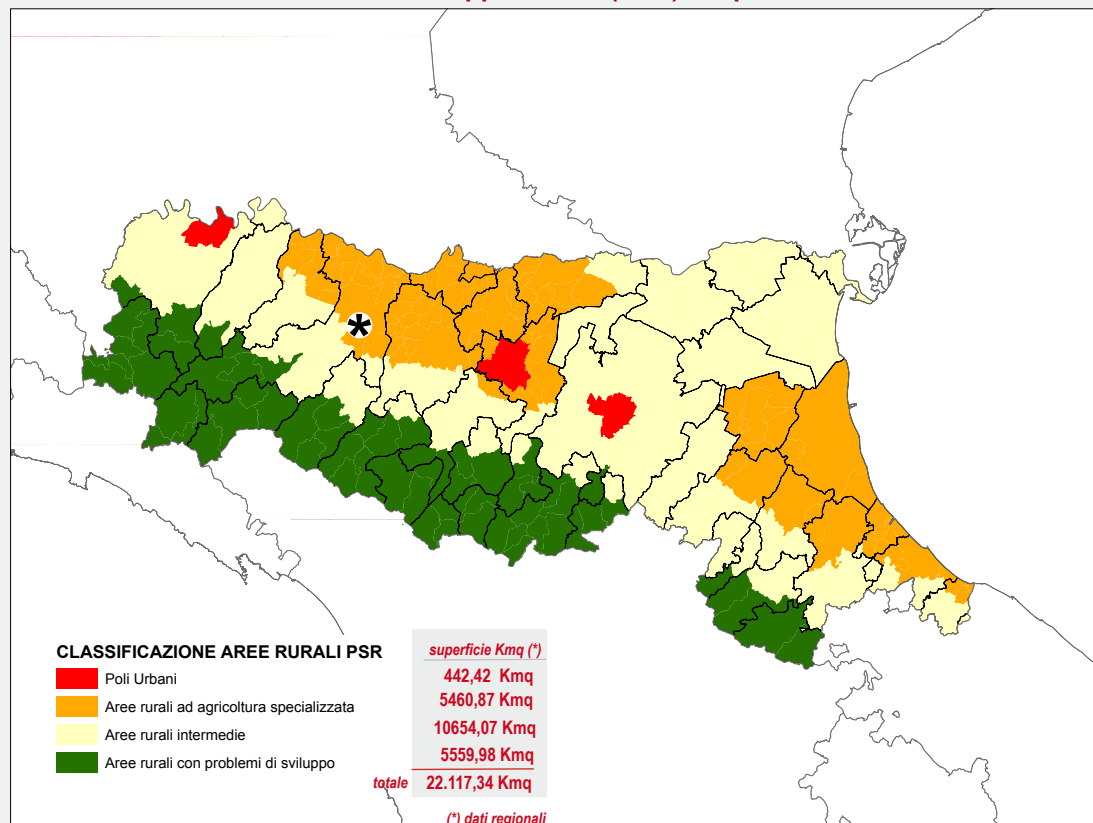 CLASSIFICAZIONE AREE RURALI PSR
Poli Urbani
Aree rurali ad agricoltura specializzata
Aree rurali intermedie
Aree rurali con problemi di sviluppo
superficie Kmq (*)
442,42 Kmq
5460,87 Kmq
10654,07 Kmq
5559,98 Kmq
totale 22.117,34 Kmq
(*) dati regionali